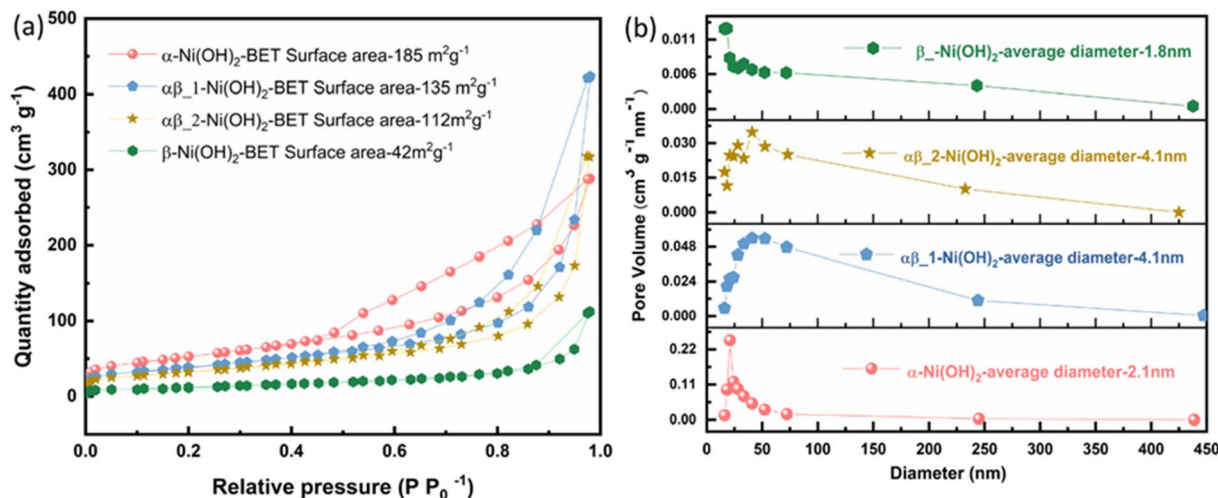 (a)
500
400
300
200
100
0
Quantity adsorbed (cm³ g⁻¹)
α-Ni(OH)₂-BET Surface area-185 m²g⁻¹
αβ_1-Ni(OH)₂-BET Surface area-135 m²g⁻¹
αβ_2-Ni(OH)₂-BET Surface area-112m²g⁻¹
β-Ni(OH)₂-BET Surface area-42m²g⁻¹
0.0 0.2 0.4 0.6 0.8 1.0
Relative pressure (P P₀ ⁻¹)
(b)
Pore Volume (cm³ g⁻¹nm⁻¹)
0.011
0.006
0.000
β_-Ni(OH)₂-average diameter-1.8nm
0.030
0.015
0.000
αβ_2-Ni(OH)₂-average diameter-4.1nm
0.048
0.024
0.000
αβ_1-Ni(OH)₂-average diameter-4.1nm
0.22
0.11
0.00
α-Ni(OH)₂-average diameter-2.1nm
0 50 100 150 200 250 300 350 400 450
Diameter (nm)